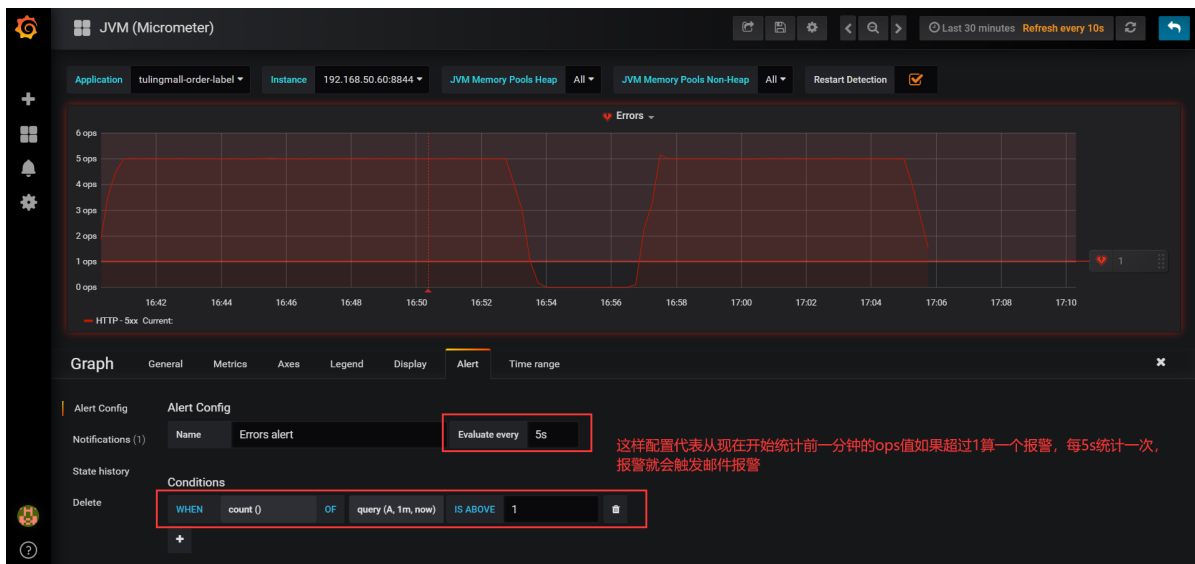 JVM (Micrometer)
Last 30 minutes Refresh every 10s
Application tulingmall-order-label Instance 192.168.50.60:8844 JVM Memory Pools Heap All JVM Memory Pools Non-Heap All Restart Detection
Errors
6 ops
5 ops
4 ops
3 ops
2 ops
1 ops
0 ops
1
16:42 16:44 16:46 16:48 16:50 16:52 16:54 16:56 16:58 17:00 17:02 17:04 17:06 17:08 17:10
HTTP - 5xx Current:
Graph General Metrics Axes Legend Display Alert Time range
Alert Config
Notifications (1)
State history
Delete
Alert Config
Name Errors alert Evaluate every 5s
这样配置代表从现在开始统计前一分钟的ops值如果超过1算一个报警，每5s统计一次，
报警就会触发邮件报警
Conditions
WHEN count () OF query (A, 1m, now) IS ABOVE 1